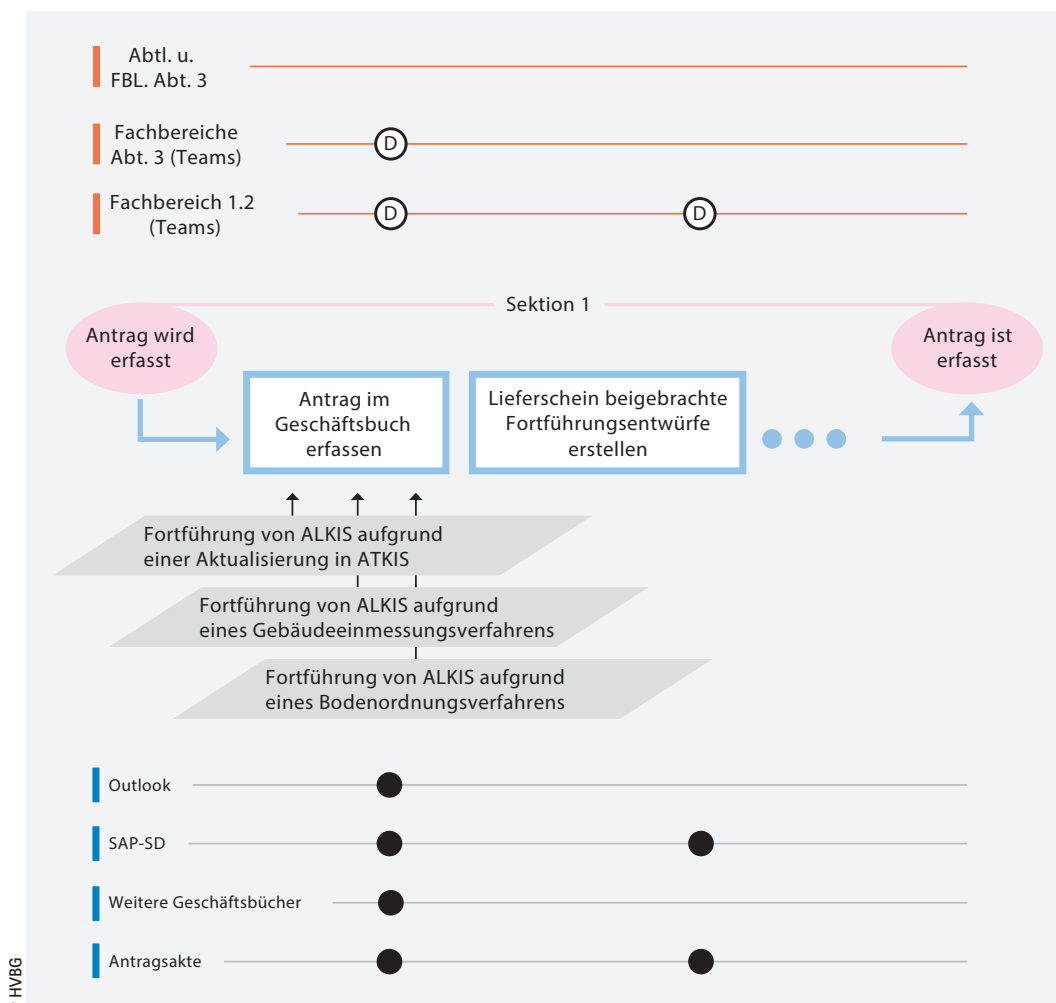 Abtl. u.
FBL. Abt. 3
Fachbereiche
Abt. 3 (Teams)
D
Fachbereich 1.2
(Teams)
D
D
Sektion 1
Antrag wird
erfasst
Antrag ist
erfasst
Antrag im
Geschäftsbuch
erfassen
Lieferschein beigebrachte
Fortführungsentwürfe
erstellen
Fortführung von ALKIS aufgrund
einer Aktualisierung in ATKIS
Fortführung von ALKIS aufgrund
eines Gebäudeeinmessungsverfahrens
Fortführung von ALKIS aufgrund
eines Bodenordnungsverfahrens
Outlook
SAP-SD
Weitere Geschäftsbücher
Antragsakte
HVBG